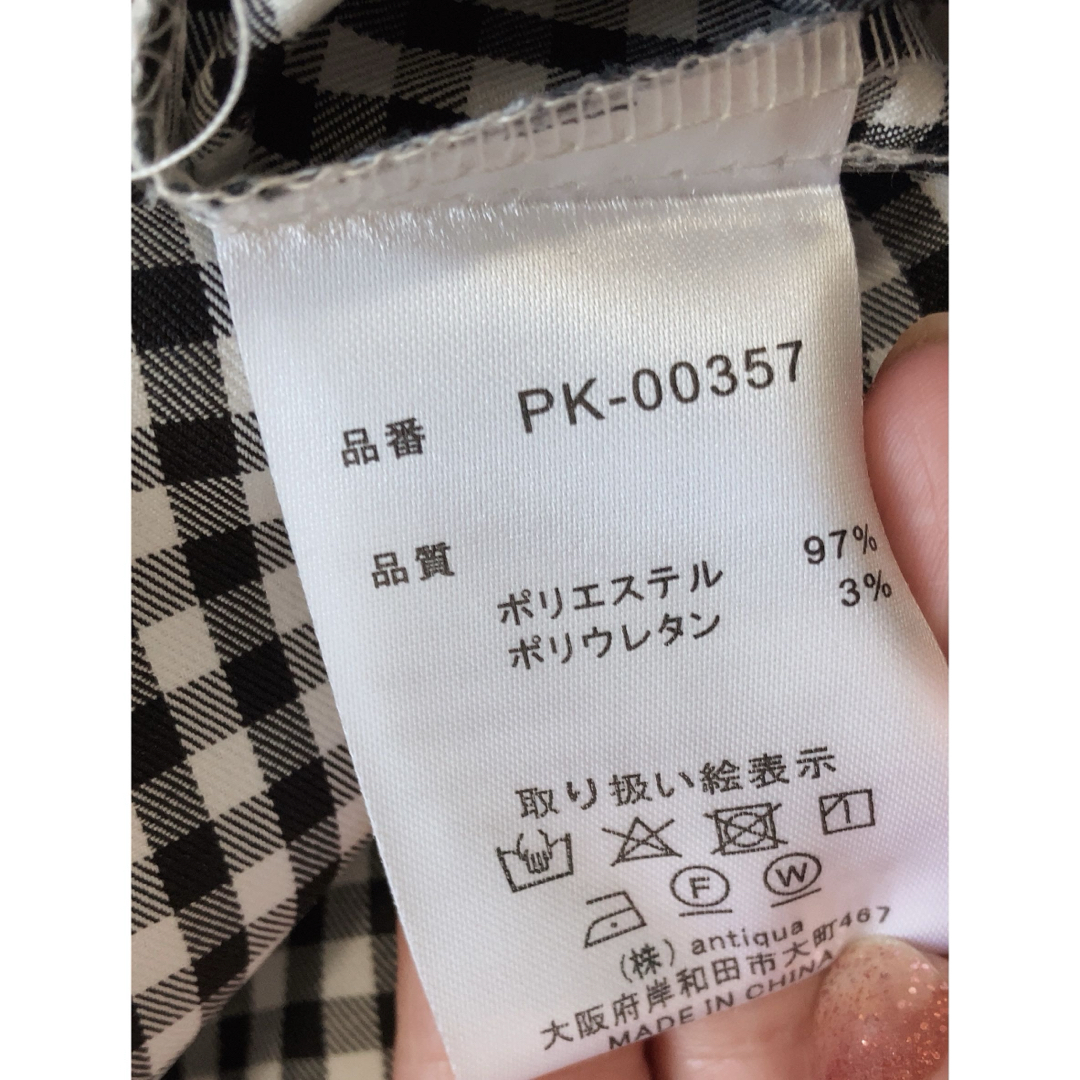 品番 PK-00357
品質
ポリエステル 97%
ポリウレタン 3%
取り扱い絵表示
F W
(株) antiqua
大阪府岸和田市大町467
MADE IN CHINA